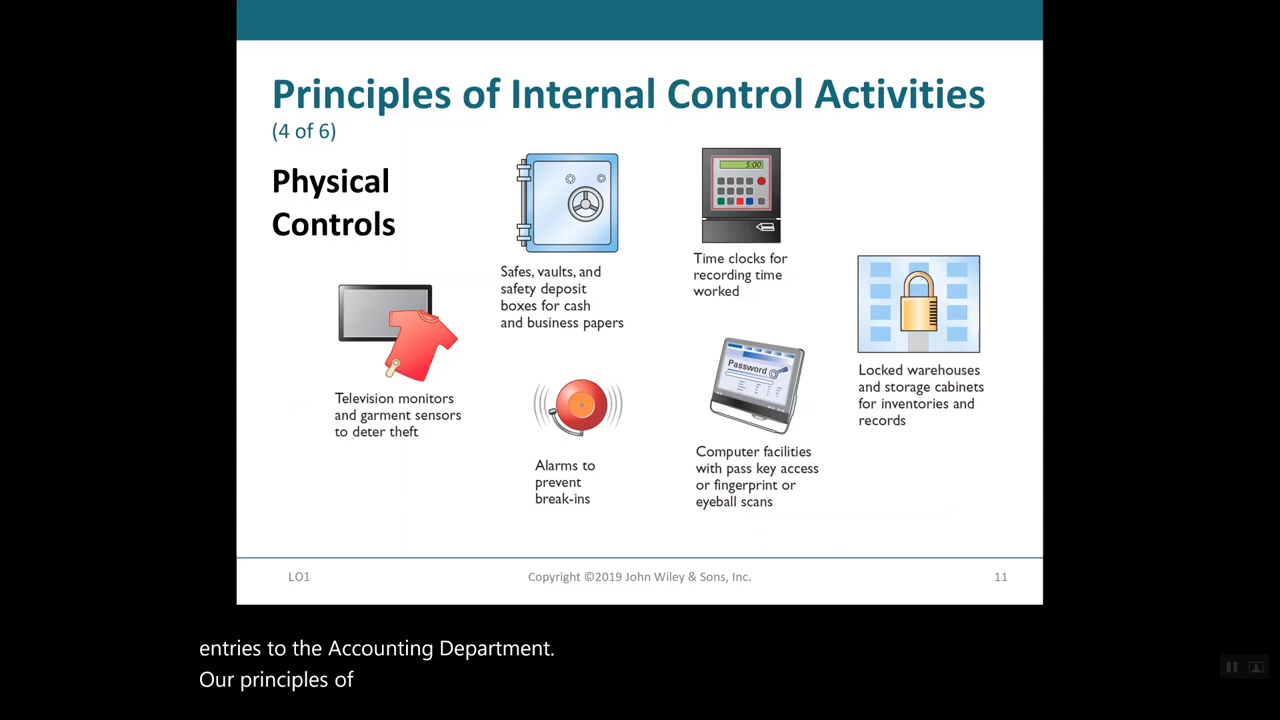 Principles of Internal Control Activities
(4 of 6)
Physical
Controls
Safes, vaults, and
safety deposit
boxes for cash
and business papers
5:00
Time clocks for
recording time
worked
Television monitors
and garment sensors
to deter theft
Alarms to
prevent
break-ins
Password
Computer facilities
with pass key access
or fingerprint or
eyeball scans
Locked warehouses
and storage cabinets
for inventories and
records
LO1
Copyright ©2019 John Wiley & Sons, Inc.
11
entries to the Accounting Department.
Our principles of